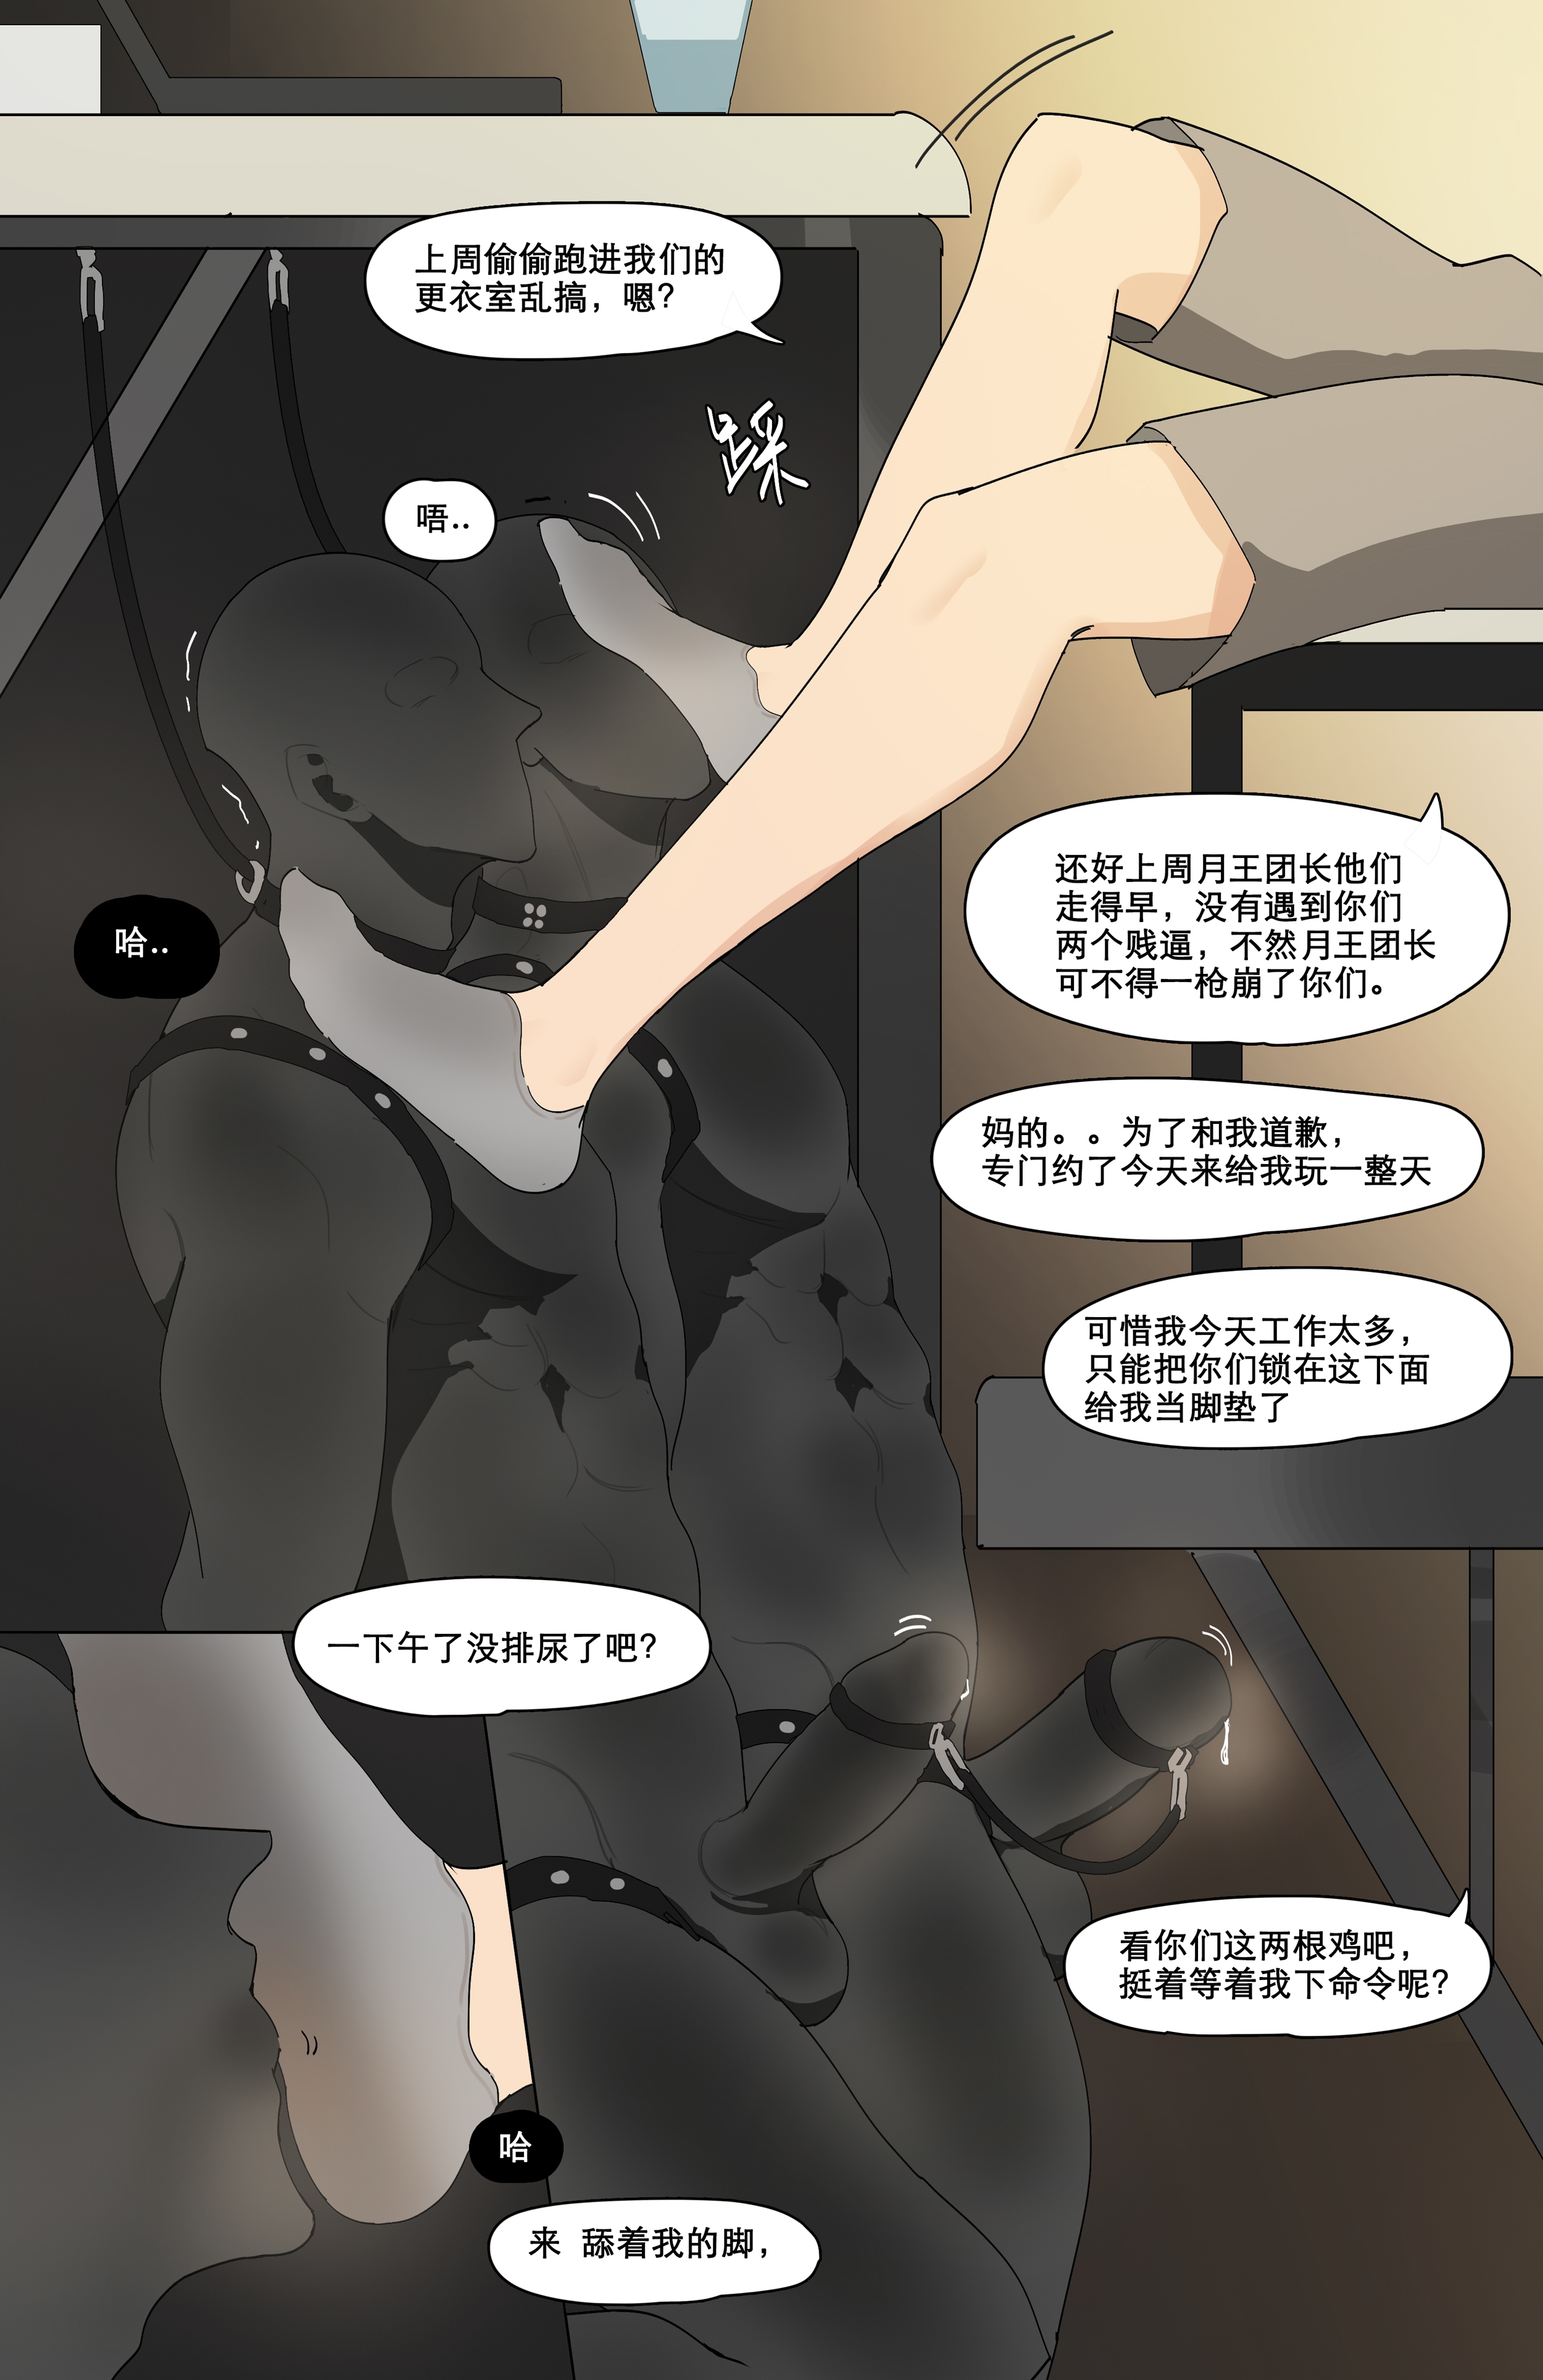 上周偷偷跑进我们的
更衣室乱搞，嗯？
踩
唔..
哈..
还好上周月王团长他们
走得早，没有遇到你们
两个贱逼，不然月王团长
可不得一枪崩了你们。
妈的。。为了和我道歉，
专门约了今天来给我玩一整天
可惜我今天工作太多，
只能把你们锁在这下面
给我当脚垫了
一下午了没排尿了吧？
看你们这两根鸡吧，
挺着等着我下命令呢？
哈
来 舔着我的脚，